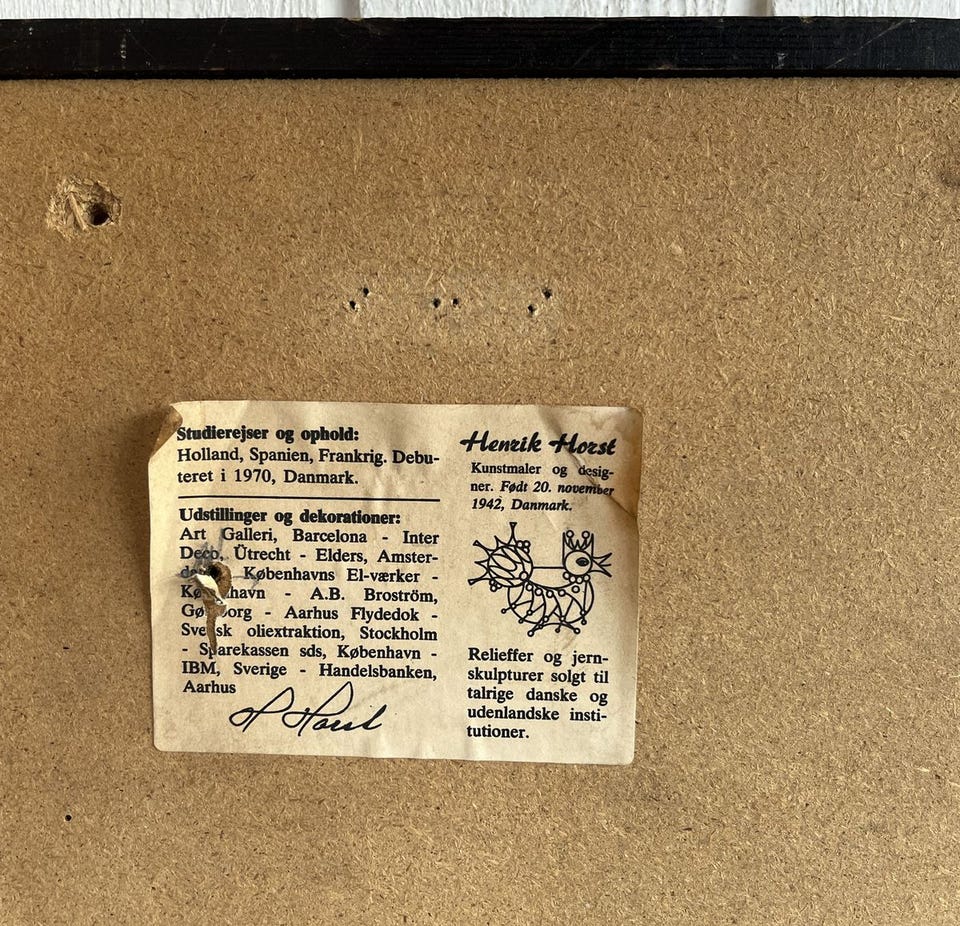 Studierejser og ophold:
Holland, Spanien, Frankrig. Debu-
teret i 1970, Danmark.
Udstillinger og dekorationer:
Art Galleri, Barcelona - Inter
Deco, Ütrecht - Elders, Amster-
Københavns El-værker -
- A.B. Broström,
- Aarhus Flydedok -
Svensk oliextraktion, Stockholm
- Sparekassen sds, København -
IBM, Sverige - Handelsbanken,
Aarhus
H Horst
Henrik Horst
Kunstmaler og desig-
ner. Født 20. november
1942, Danmark.
Relieffer og jern-
skulpturer solgt til
talrige danske og
udenlandske insti-
tutioner.